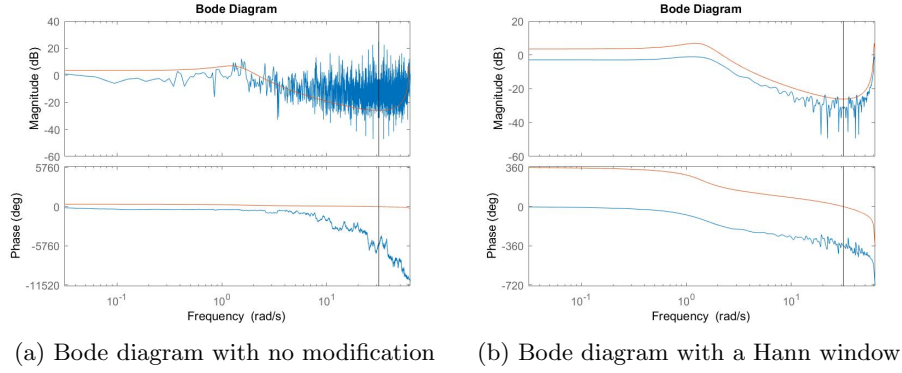 Bode Diagram
Magnitude (dB)
40
20
0
-20
-40
-60
Phase (deg)
5760
0
-5760
-11520
10-1
100
101
Frequency (rad/s)
(a) Bode diagram with no modification
Bode Diagram
Magnitude (dB)
20
0
-20
-40
-60
Phase (deg)
360
0
-360
-720
10-1
100
101
Frequency (rad/s)
(b) Bode diagram with a Hann window